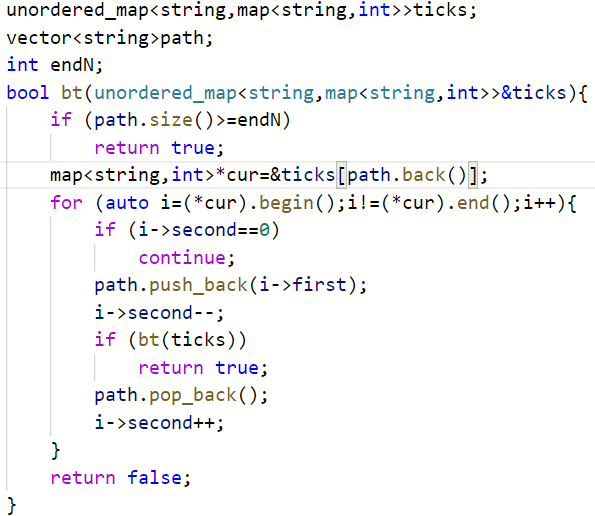 unordered_map<string,map<string,int>>ticks;
vector<string>path;
int endN;
bool bt(unordered_map<string,map<string,int>>&ticks){
    if (path.size()>=endN)
        return true;
    map<string,int>*cur=&ticks[path.back()];
    for (auto i=(*cur).begin();i!=(*cur).end();i++){
        if (i->second==0)
            continue;
        path.push_back(i->first);
        i->second--;
        if (bt(ticks))
            return true;
        path.pop_back();
        i->second++;
    }
    return false;
}